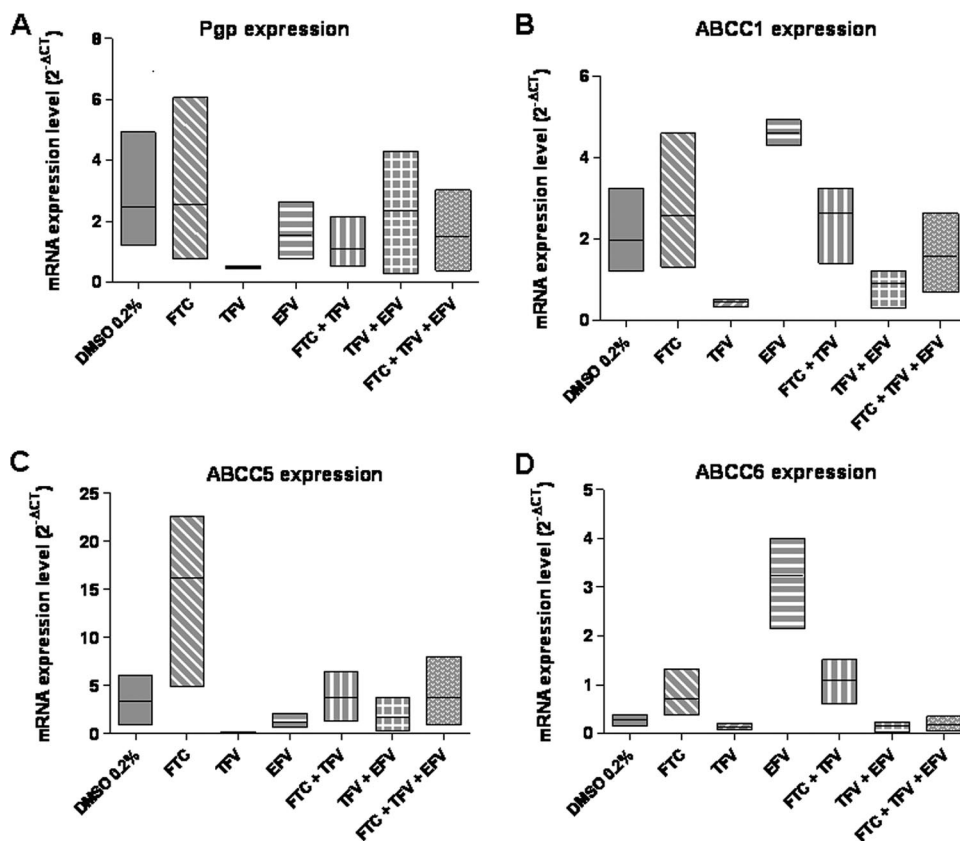 A
Pgp expression
mRNA expression level (2^-ΔCT)
8
6
4
2
0
DMSO 0.2%
FTC
TFV
EFV
FTC + TFV
TFV + EFV
FTC + TFV + EFV
B
ABCC1 expression
mRNA expression level (2^-ΔCT)
6
4
2
0
DMSO 0.2%
FTC
TFV
EFV
FTC + TFV
TFV + EFV
FTC + TFV + EFV
C
ABCC5 expression
mRNA expression level (2^-ΔCT)
25
20
15
10
5
0
DMSO 0.2%
FTC
TFV
EFV
FTC + TFV
TFV + EFV
FTC + TFV + EFV
D
ABCC6 expression
mRNA expression level (2^-ΔCT)
5
4
3
2
1
0
DMSO 0.2%
FTC
TFV
EFV
FTC + TFV
TFV + EFV
FTC + TFV + EFV